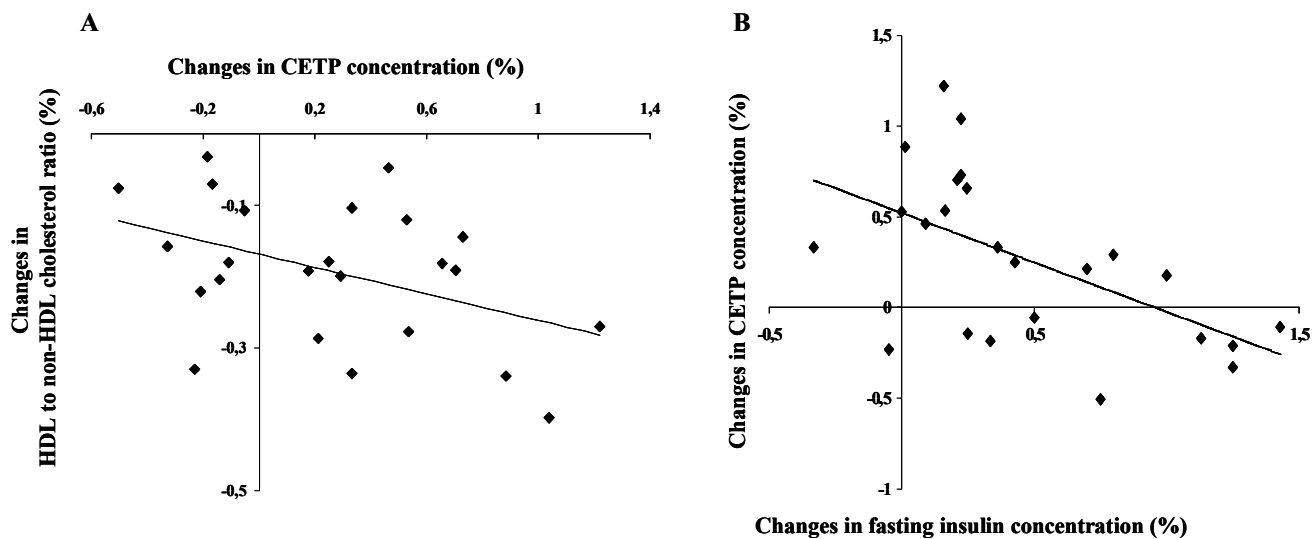 A
Changes in CETP concentration (%)
-0,6 -0,2 0,2 0,6 1 1,4
-0,1
-0,3
-0,5
Changes in
HDL to non-HDL cholesterol ratio (%)
B
1,5
1
0,5
0
-0,5
-1
-0,5 0,5 1,5
Changes in CETP concentration (%)
Changes in fasting insulin concentration (%)